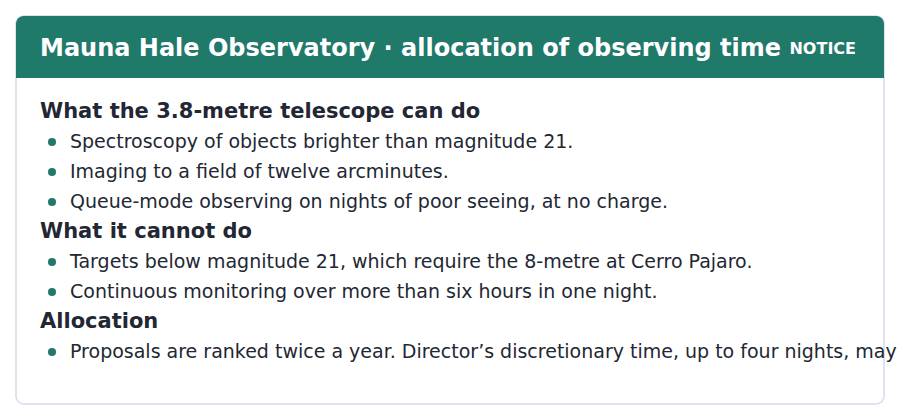 Mauna Hale Observatory · allocation of observing time NOTICE
What the 3.8-metre telescope can do
Spectroscopy of objects brighter than magnitude 21.
Imaging to a field of twelve arcminutes.
Queue-mode observing on nights of poor seeing, at no charge.
What it cannot do
Targets below magnitude 21, which require the 8-metre at Cerro Pajaro.
Continuous monitoring over more than six hours in one night.
Allocation
Proposals are ranked twice a year. Director’s discretionary time, up to four nights, may